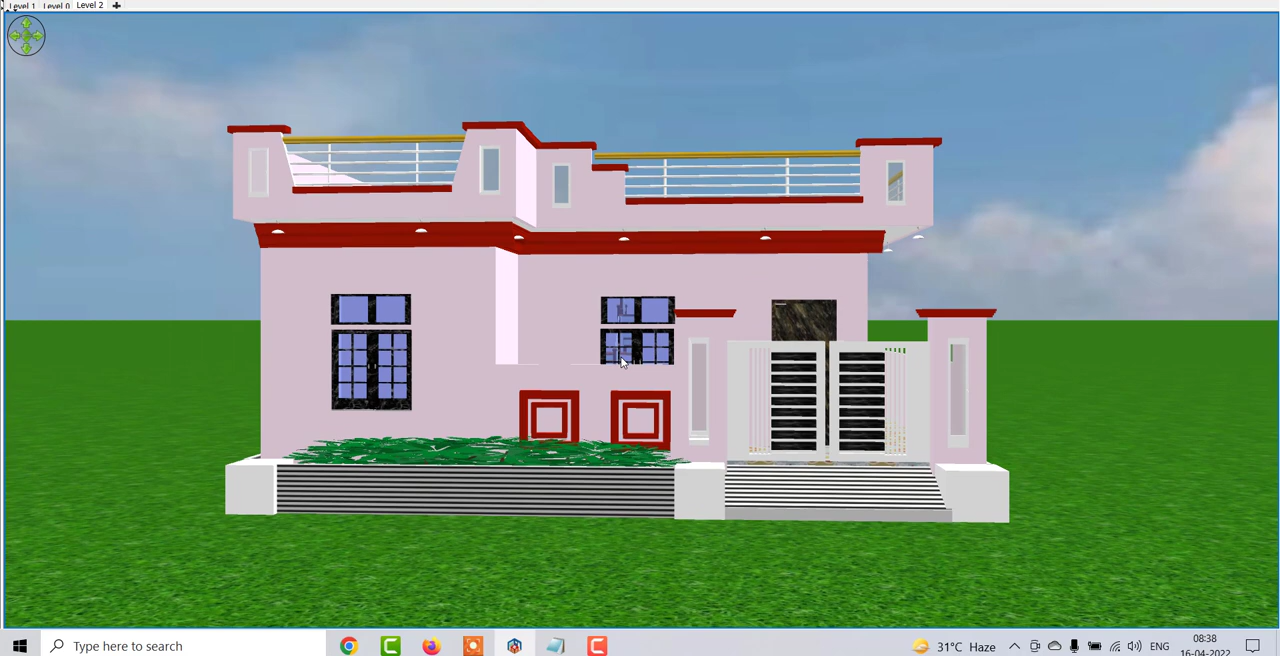 Level 1 Level 0 Level 2
Type here to search
31°C Haze
ENG
08:38
16-04-2022